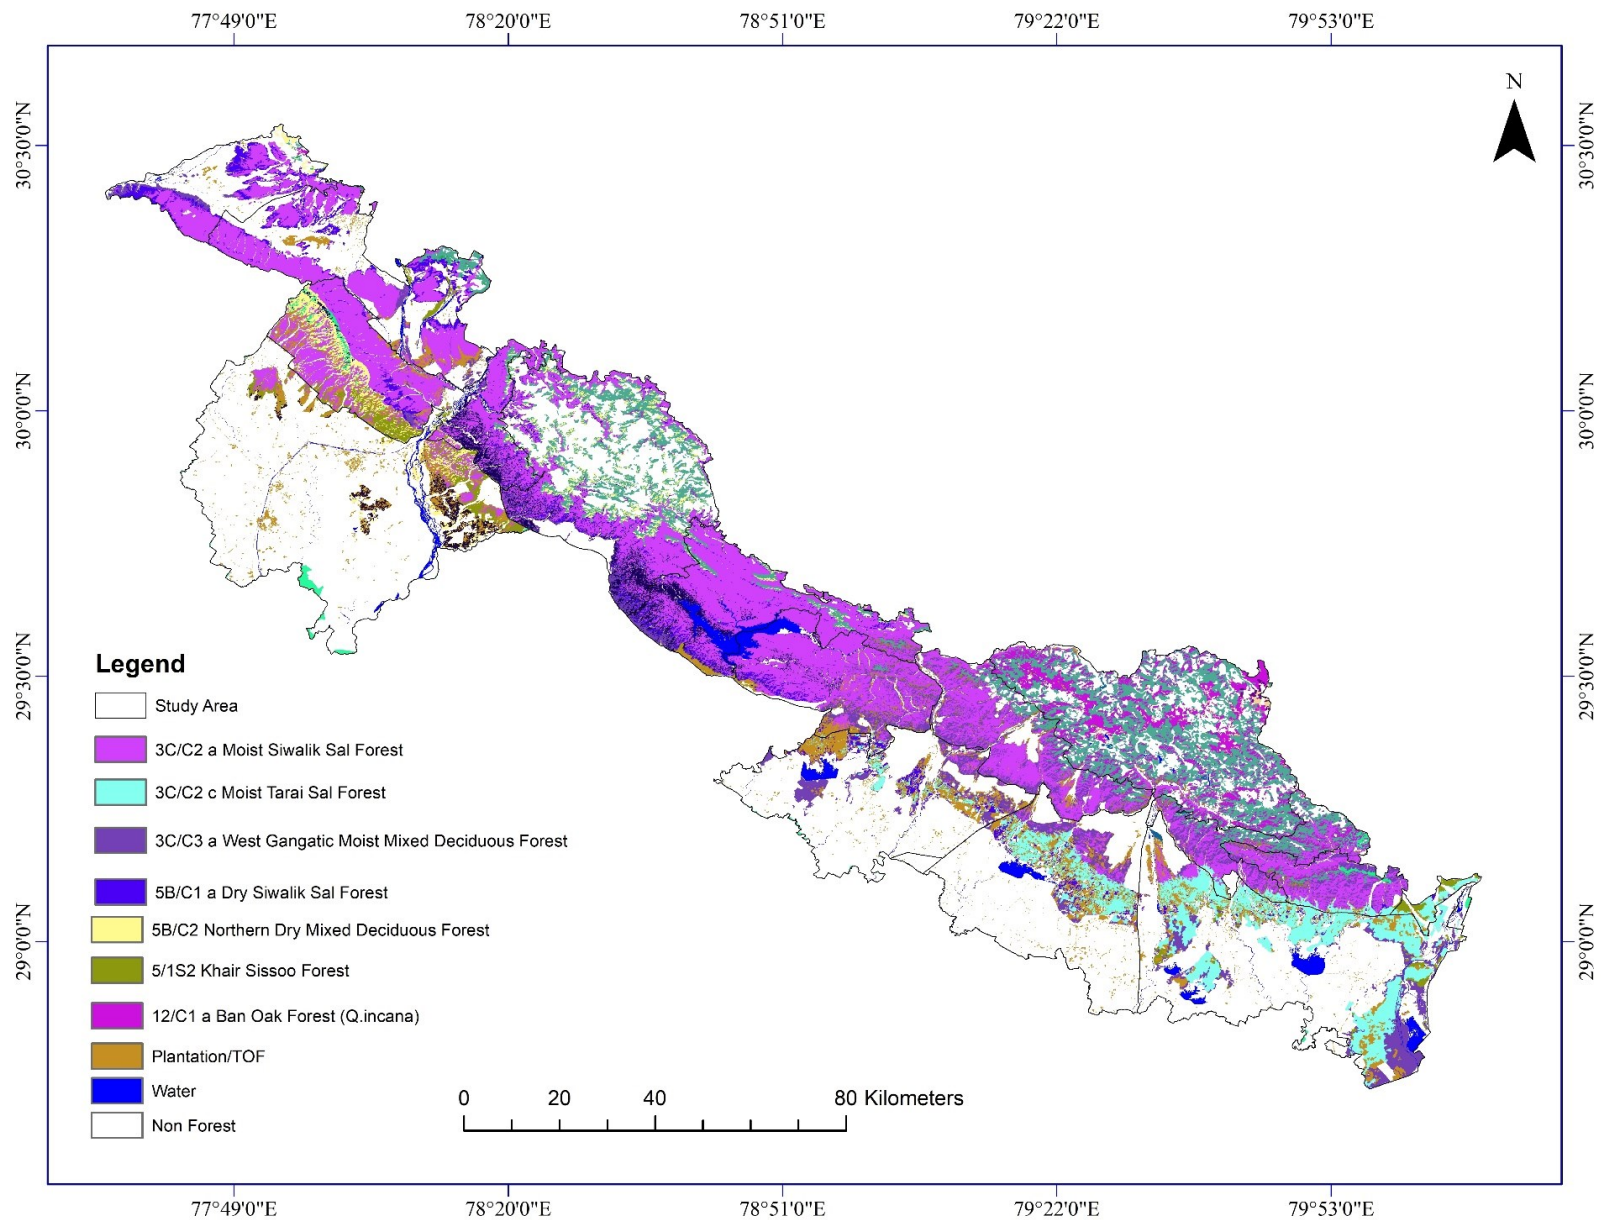 77°49'0"E 78°20'0"E 78°51'0"E 79°22'0"E 79°53'0"E
N
30°30'0"N 30°30'0"N
30°0'0"N 30°0'0"N
29°30'0"N 29°30'0"N
29°0'0"N 29°0'0"N
Legend
Study Area
3C/C2 a Moist Siwalik Sal Forest
3C/C2 c Moist Tarai Sal Forest
3C/C3 a West Gangatic Moist Mixed Deciduous Forest
5B/C1 a Dry Siwalik Sal Forest
5B/C2 Northern Dry Mixed Deciduous Forest
5/1S2 Khair Sissoo Forest
12/C1 a Ban Oak Forest (Q.incana)
Plantation/TOF
Water
Non Forest
0 20 40 80 Kilometers
77°49'0"E 78°20'0"E 78°51'0"E 79°22'0"E 79°53'0"E